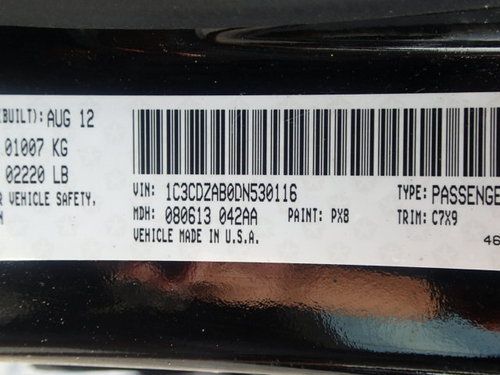 (BUILT): AUG 12
01007 KG
02220 LB
R VEHICLE SAFETY,
N
VIN: 1C3CDZAB0DN530116
TYPE: PASSENGE
MDH: 080613 042AA
PAINT: PX8
TRIM: C7X9
VEHICLE MADE IN U.S.A.
46